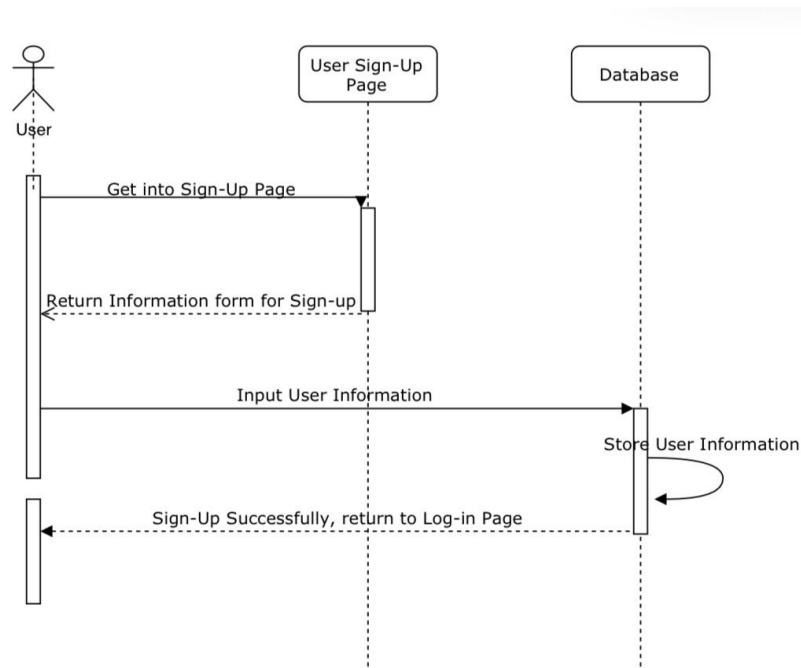 User Sign-Up
Page
Database
User
Get into Sign-Up Page
Return Information form for Sign-up
Input User Information
Store User Information
Sign-Up Successfully, return to Log-in Page